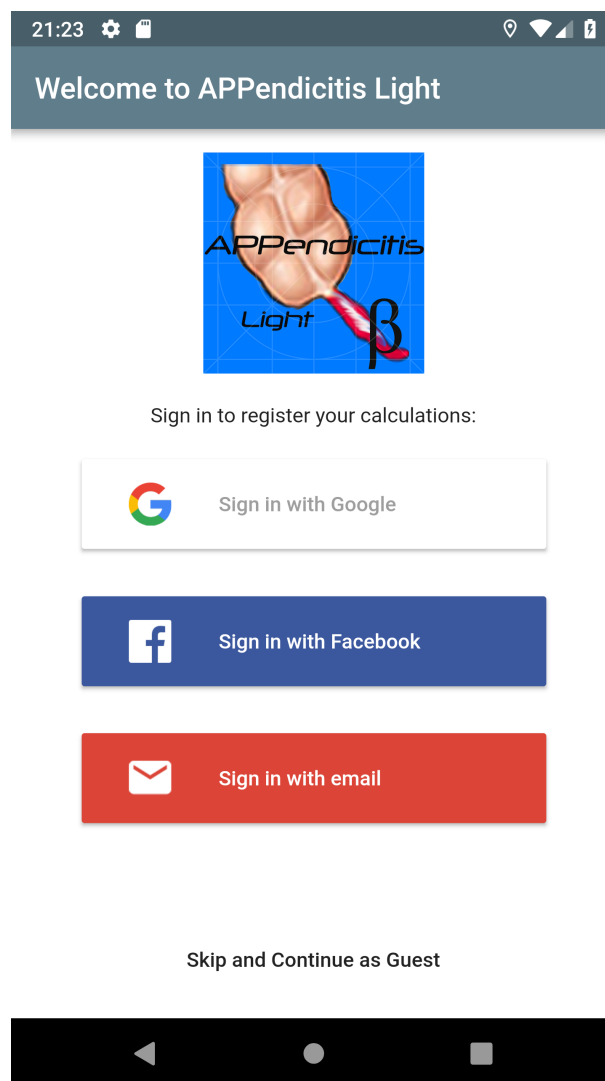 21:23
Welcome to APPendicitis Light
APPendicitis
Light
β
Sign in to register your calculations:
Sign in with Google
Sign in with Facebook
Sign in with email
Skip and Continue as Guest